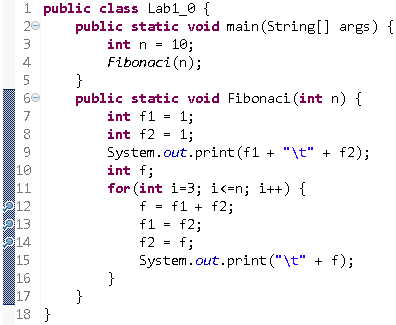 1 public class Lab1_0 {
2 public static void main(String[] args) {
3 int n = 10;
4 Fibonaci(n);
5 }
6 public static void Fibonaci(int n) {
7 int f1 = 1;
8 int f2 = 1;
9 System.out.print(f1 + "\t" + f2);
10 int f;
11 for(int i=3; i<=n; i++) {
12 f = f1 + f2;
13 f1 = f2;
14 f2 = f;
15 System.out.print("\t" + f);
16 }
17 }
18 }